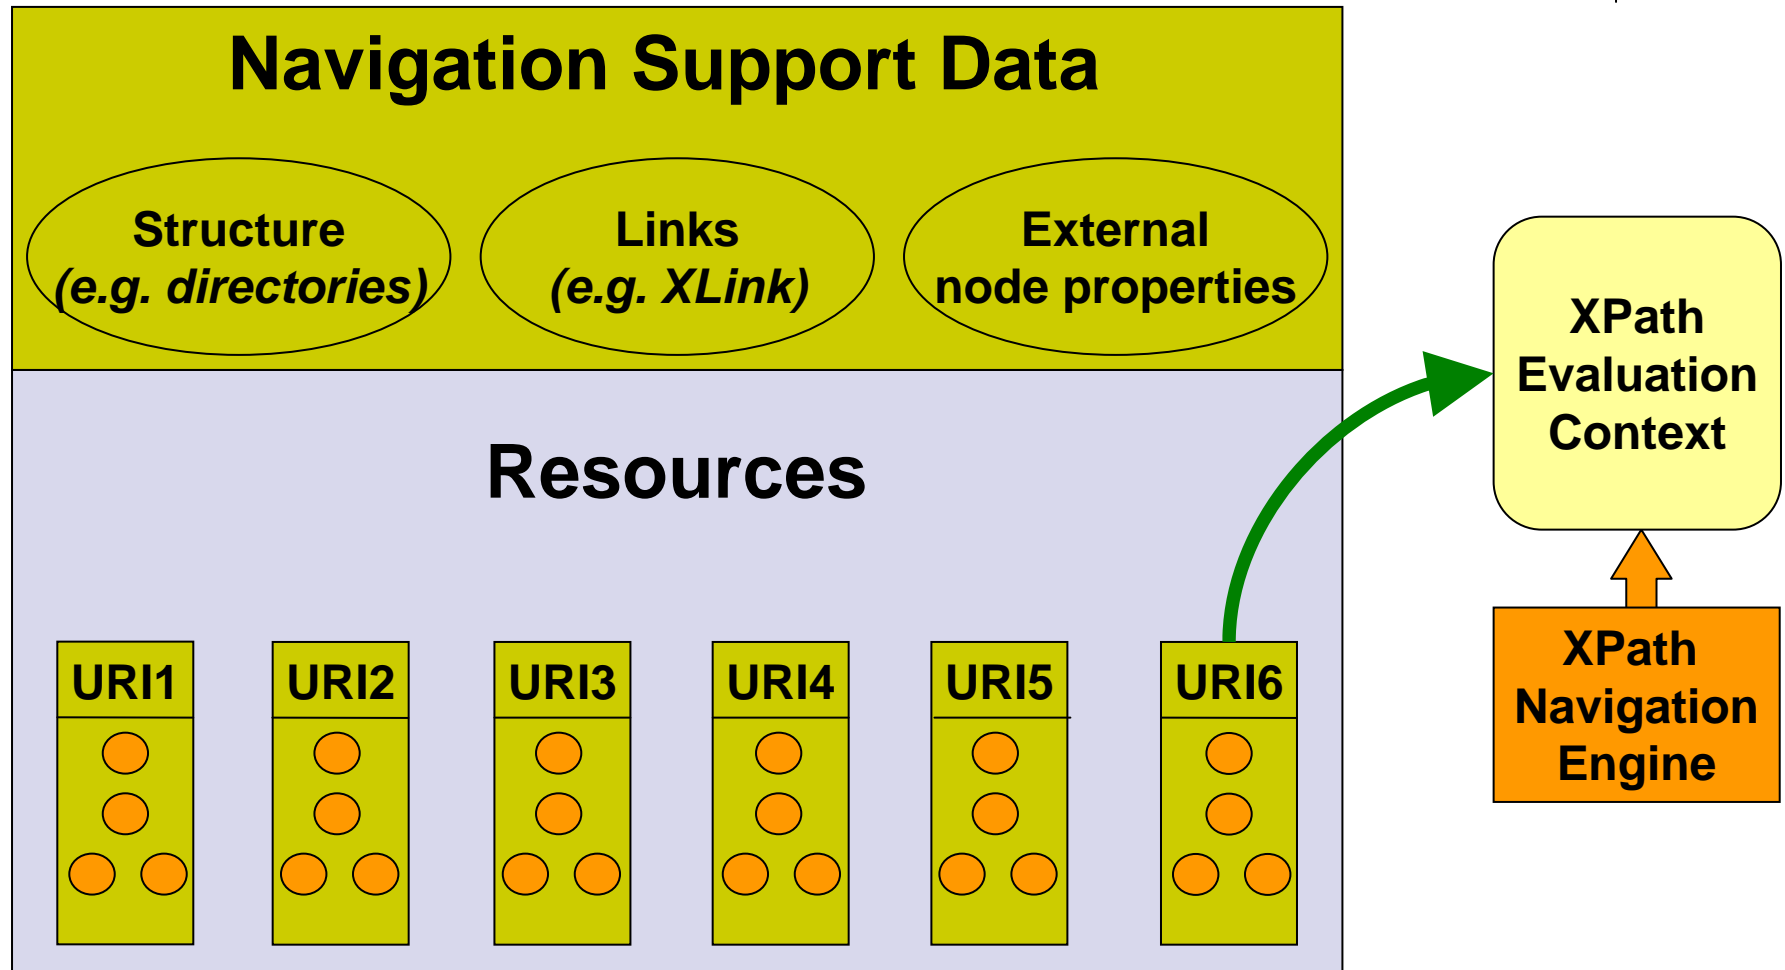 Navigation Support Data
Structure
(e.g. directories)
Links
(e.g. XLink)
External
node properties
Resources
XPath
Evaluation
Context
URI1
URI2
URI3
URI4
URI5
URI6
XPath
Navigation
Engine